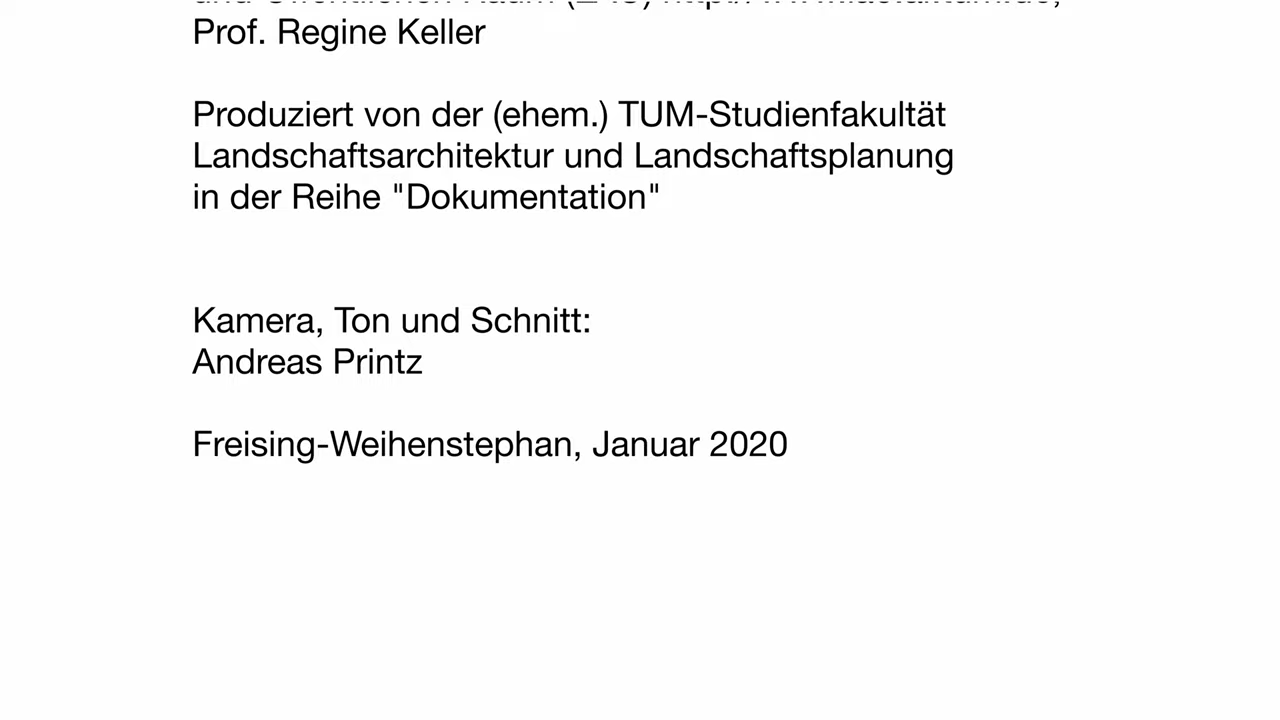 Prof. Regine Keller
Produziert von der (ehem.) TUM-Studienfakultät
Landschaftsarchitektur und Landschaftsplanung
in der Reihe "Dokumentation"
Kamera, Ton und Schnitt:
Andreas Printz
Freising-Weihenstephan, Januar 2020